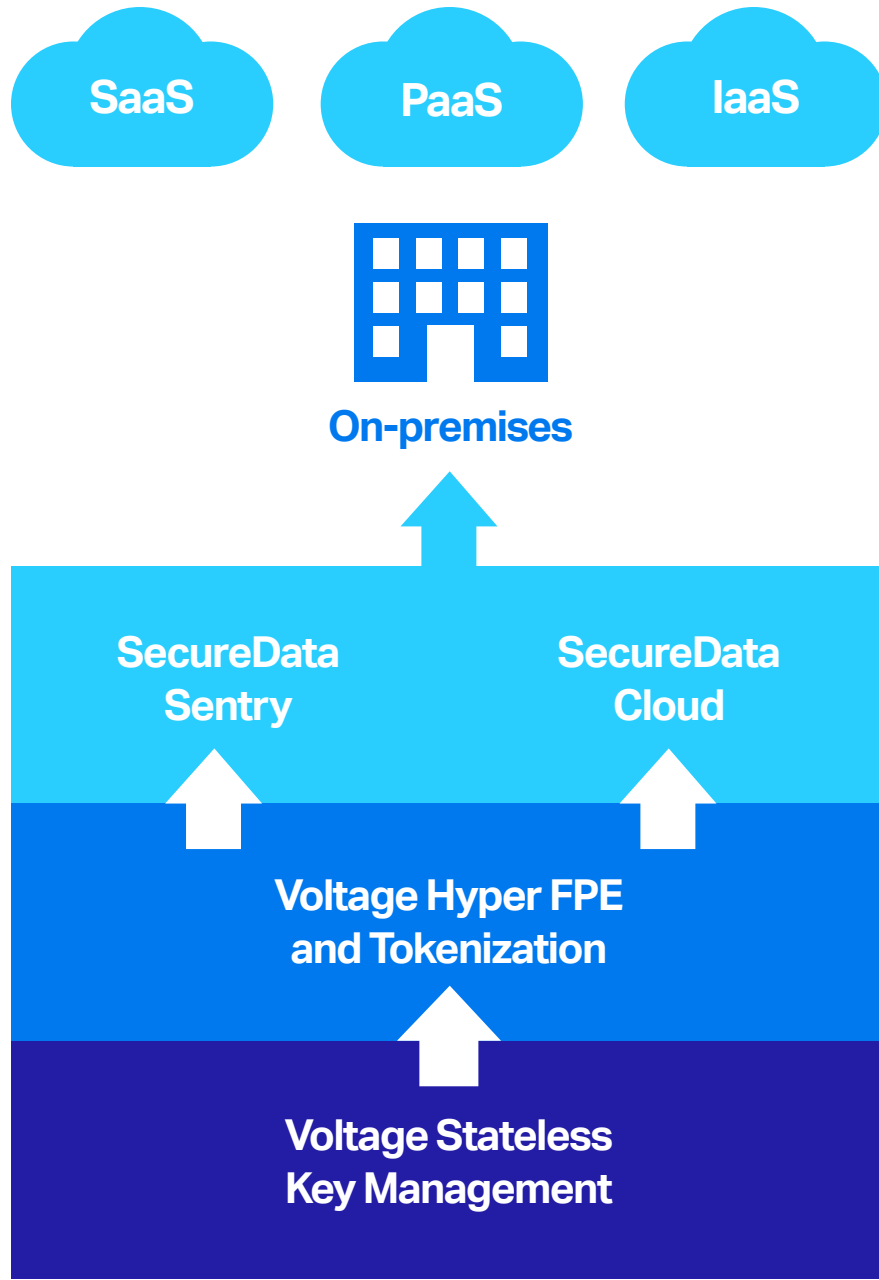 SaaS
PaaS
IaaS
On-premises
SecureData
Sentry
SecureData
Cloud
Voltage Hyper FPE
and Tokenization
Voltage Stateless
Key Management